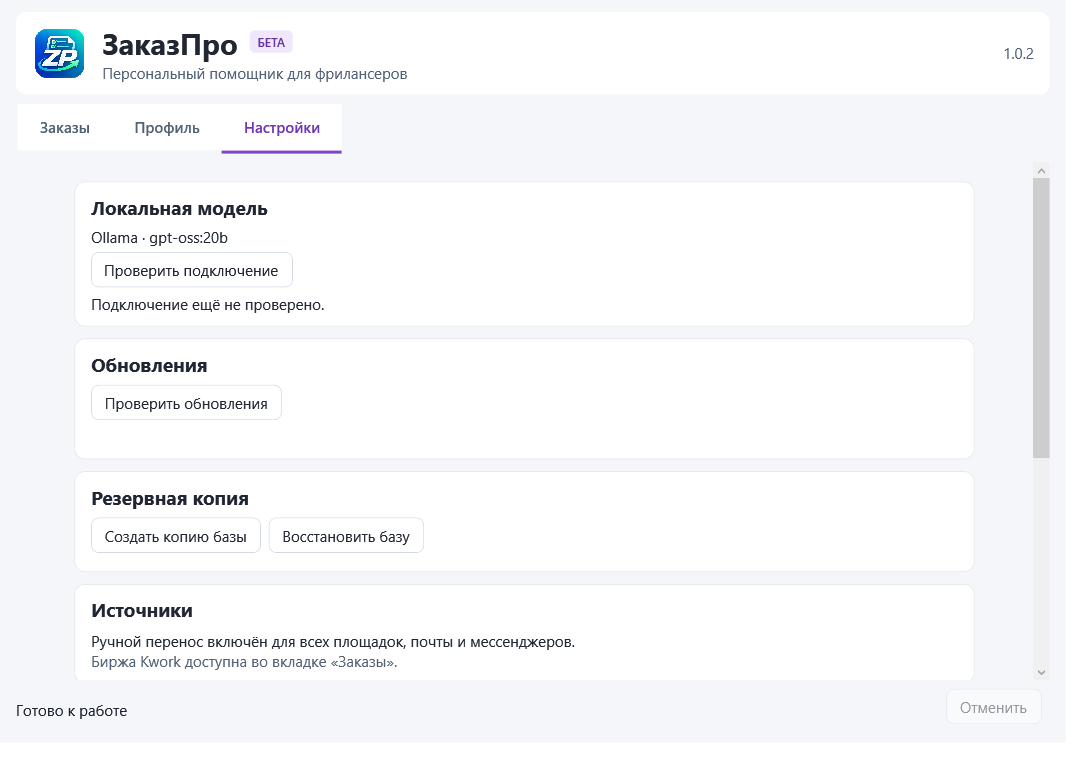 ZP
ЗаказПро
БЕТА
Персональный помощник для фрилансеров
1.0.2
Заказы
Профиль
Настройки
Локальная модель
Ollama · gpt-oss:20b
Проверить подключение
Подключение ещё не проверено.
Обновления
Проверить обновления
Резервная копия
Создать копию базы
Восстановить базу
Источники
Ручной перенос включён для всех площадок, почты и мессенджеров.
Биржа Kwork доступна во вкладке «Заказы».
Готово к работе
Отменить